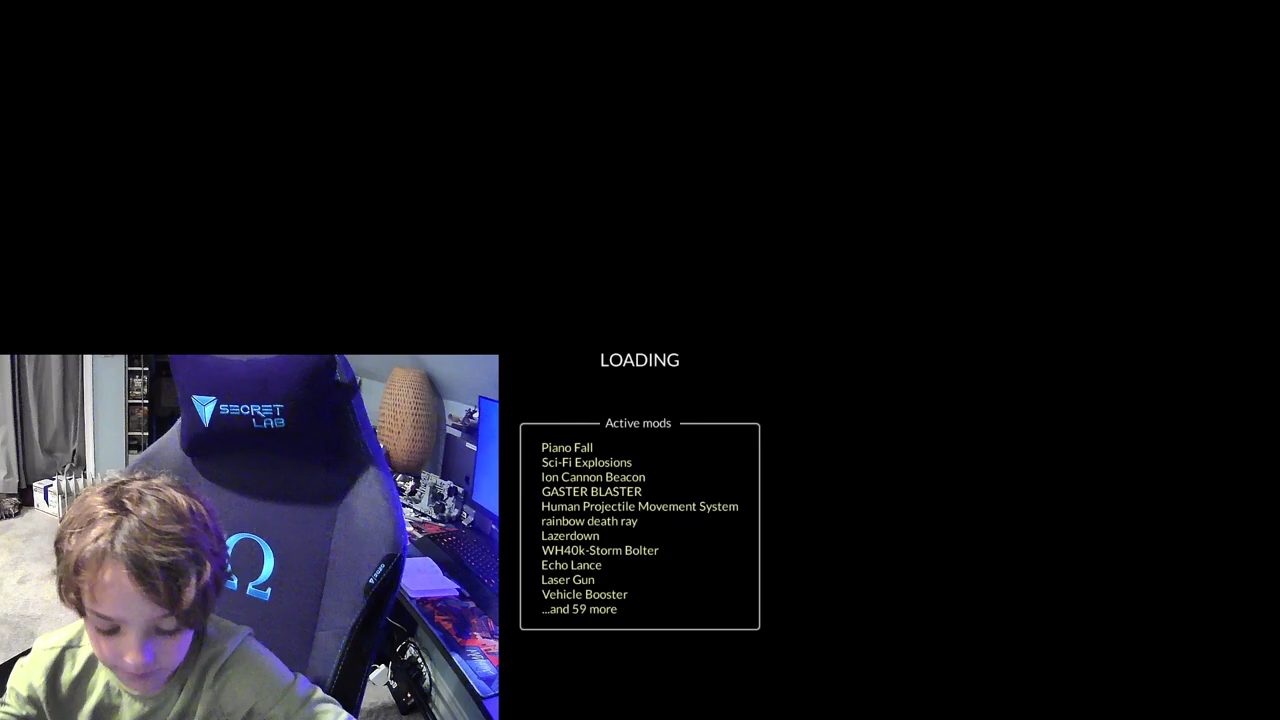 SECRET
LAB
Ω
LOADING
Active mods
Piano Fall
Sci-Fi Explosions
Ion Cannon Beacon
GASTER BLASTER
Human Projectile Movement System
rainbow death ray
Lazerdown
WH40k-Storm Bolter
Echo Lance
Laser Gun
Vehicle Booster
...and 59 more